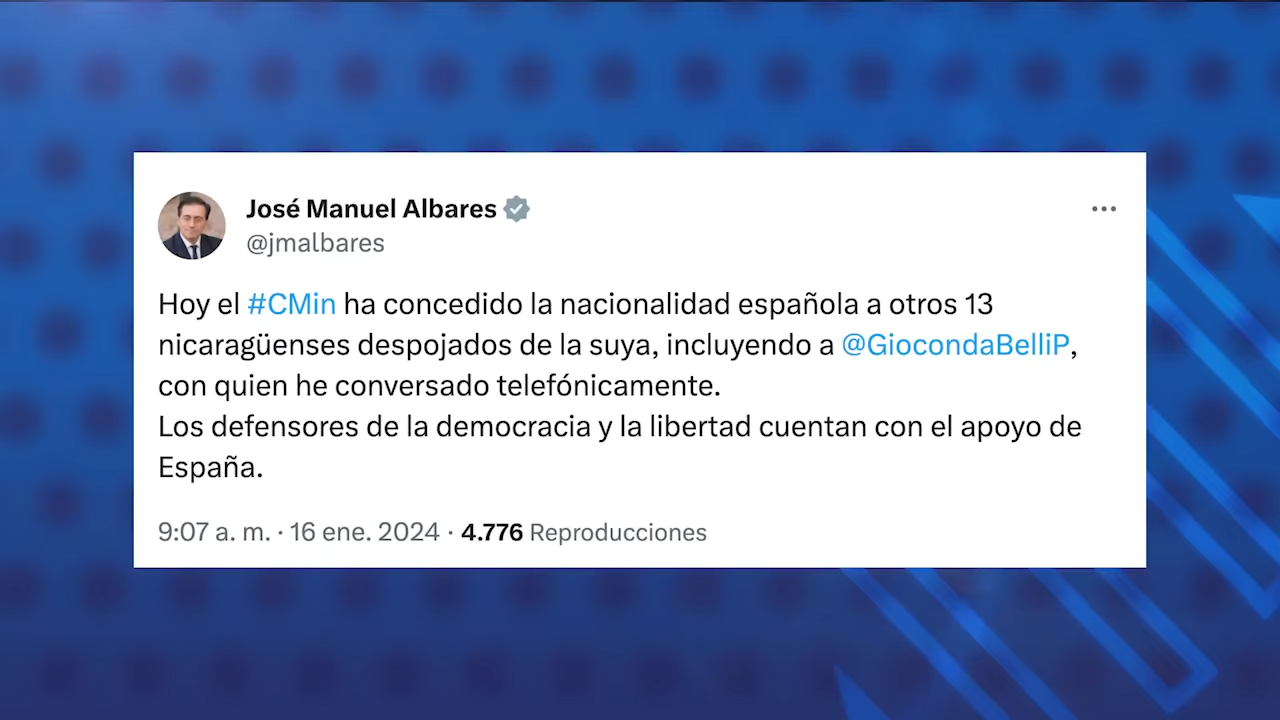 José Manuel Albares
@jmalbares
Hoy el #CMin ha concedido la nacionalidad española a otros 13
nicaragüenses despojados de la suya, incluyendo a @GiocondaBelliP,
con quien he conversado telefónicamente.
Los defensores de la democracia y la libertad cuentan con el apoyo de
España.
9:07 a. m. · 16 ene. 2024 · 4.776 Reproducciones